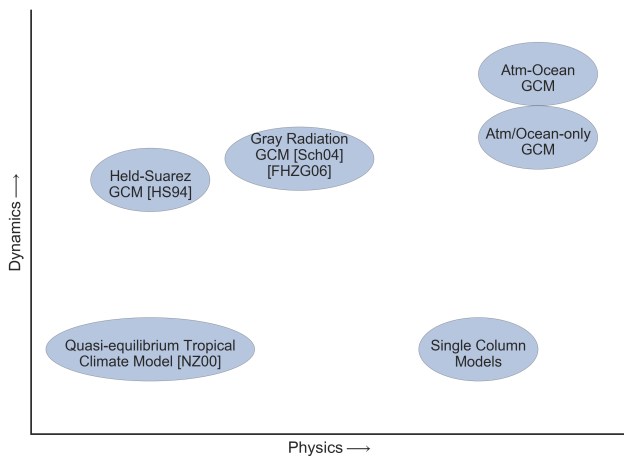 Atm-Ocean
GCM
Atm/Ocean-only
GCM
Gray Radiation
GCM [Sch04]
[FHZG06]
Held-Suarez
GCM [HS94]
Dynamics →
Quasi-equilibrium Tropical
Climate Model [NZ00]
Single Column
Models
Physics →